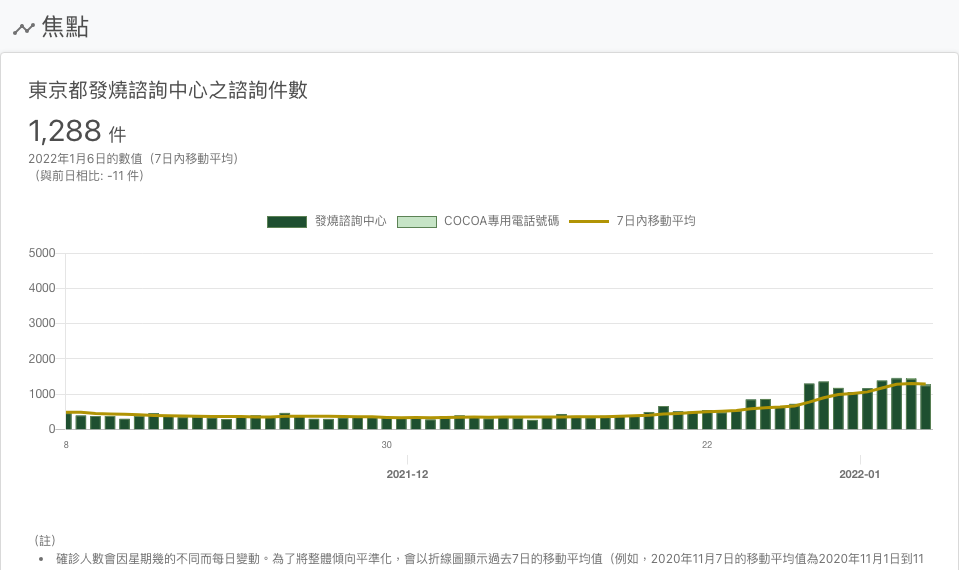 焦點
東京都發燒諮詢中心之諮詢件數
1,288 件
2022年1月6日的數值（7日內移動平均）
（與前日相比: -11 件）
發燒諮詢中心 COCOA專用電話號碼 7日內移動平均
5000
4000
3000
2000
1000
0
8 30 22
2021-12 2022-01
（註）
• 確診人數會因星期幾的不同而每日變動。為了將整體傾向平準化，會以折線圖顯示過去7日的移動平均值（例如，2020年11月7日的移動平均值為2020年11月1日到11